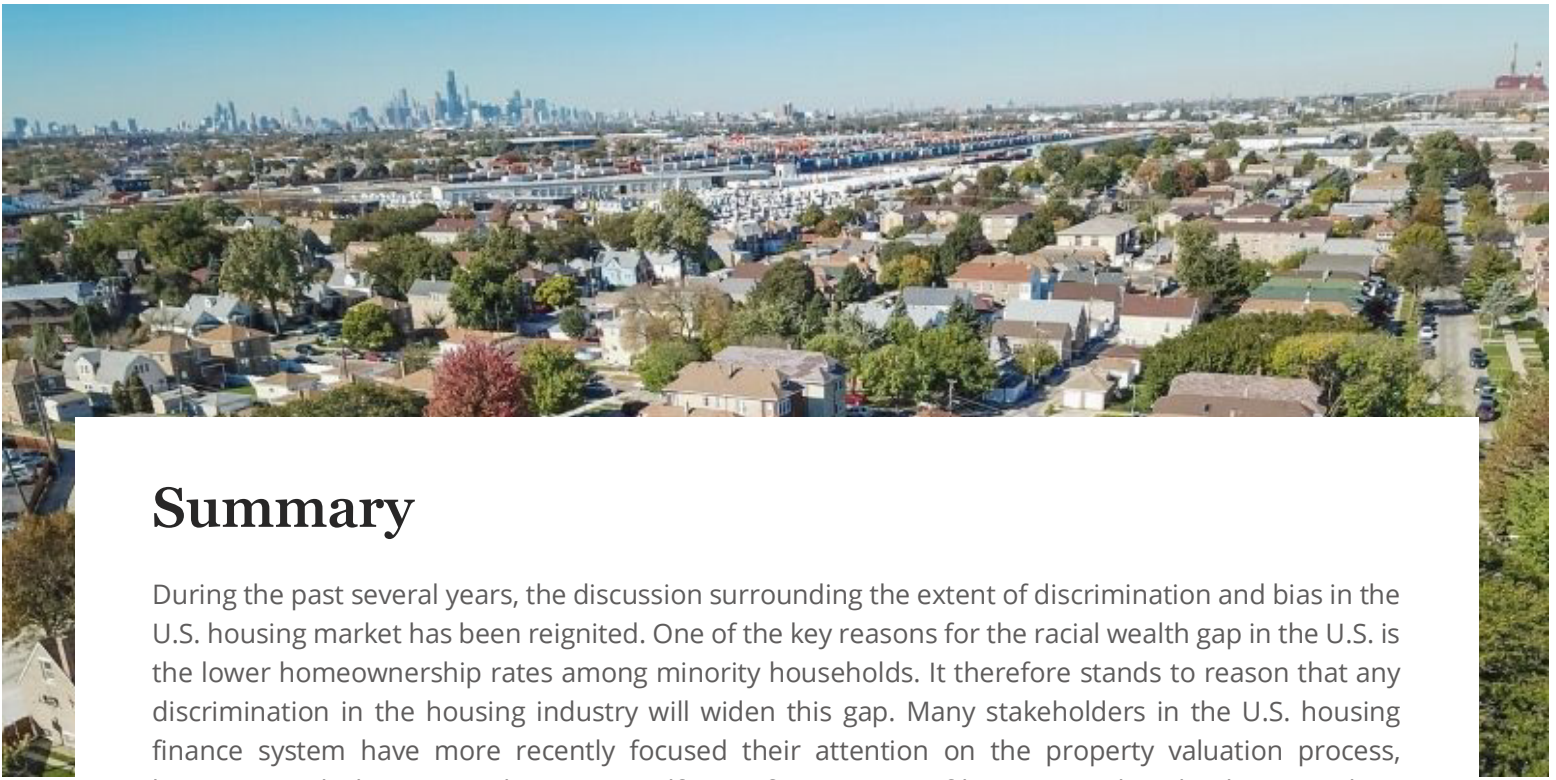 Summary
During the past several years, the discussion surrounding the extent of discrimination and bias in the
U.S. housing market has been reignited. One of the key reasons for the racial wealth gap in the U.S. is
the lower homeownership rates among minority households. It therefore stands to reason that any
discrimination in the housing industry will widen this gap. Many stakeholders in the U.S. housing
finance system have more recently focused their attention on the property valuation process,